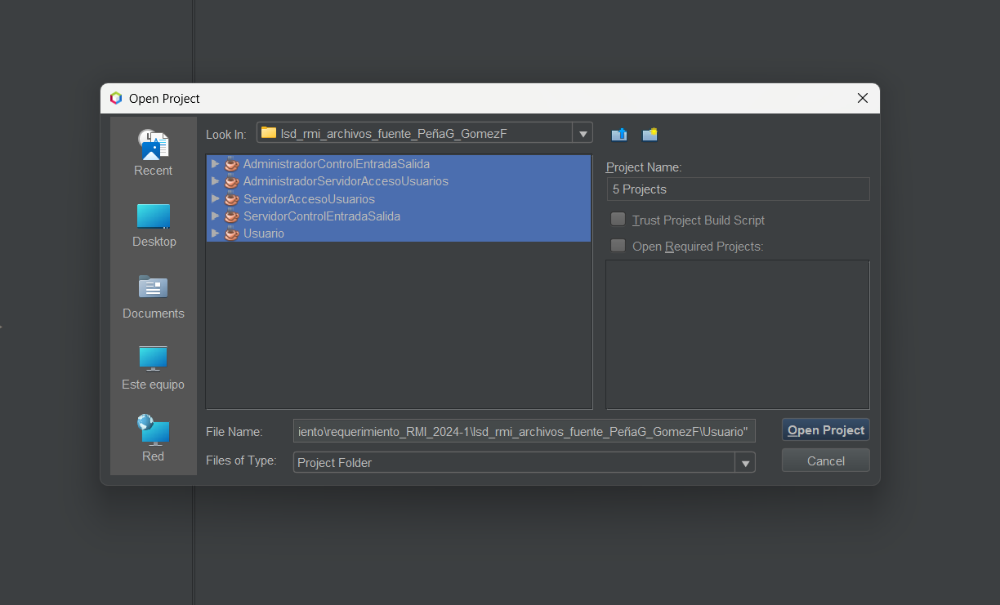 Open Project
Look In:
lsd_rmi_archivos_fuente_PeñaG_GomezF
Recent
Desktop
Documents
Este equipo
Red
AdministradorControlEntradaSalida
AdministradorServidorAccesoUsuarios
ServidorAccesoUsuarios
ServidorControlEntradaSalida
Usuario
Project Name:
5 Projects
Trust Project Build Script
Open Required Projects:
File Name:
iento\requerimiento_RMI_2024-1\lsd_rmi_archivos_fuente_PeñaG_GomezF\Usuario"
Files of Type:
Project Folder
Open Project
Cancel